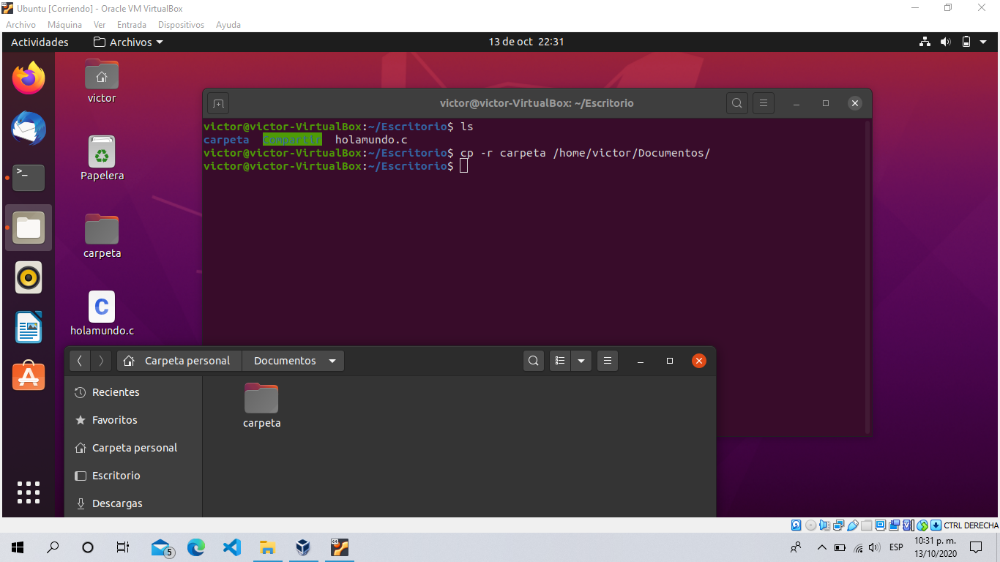 Ubuntu [Corriendo] - Oracle VM VirtualBox
Archivo Máquina Ver Entrada Dispositivos Ayuda
Actividades Archivos 13 de oct 22:31
victor
Papelera
carpeta
C
holamundo.c
victor@victor-VirtualBox: ~/Escritorio
victor@victor-VirtualBox:~/Escritorio$ ls
carpeta Compartir holamundo.c
victor@victor-VirtualBox:~/Escritorio$ cp -r carpeta /home/victor/Documentos/
victor@victor-VirtualBox:~/Escritorio$
Carpeta personal Documentos
Recientes
Favoritos
Carpeta personal
Escritorio
Descargas
carpeta
CTRL DERECHA
5
ESP
10:31 p. m.
13/10/2020